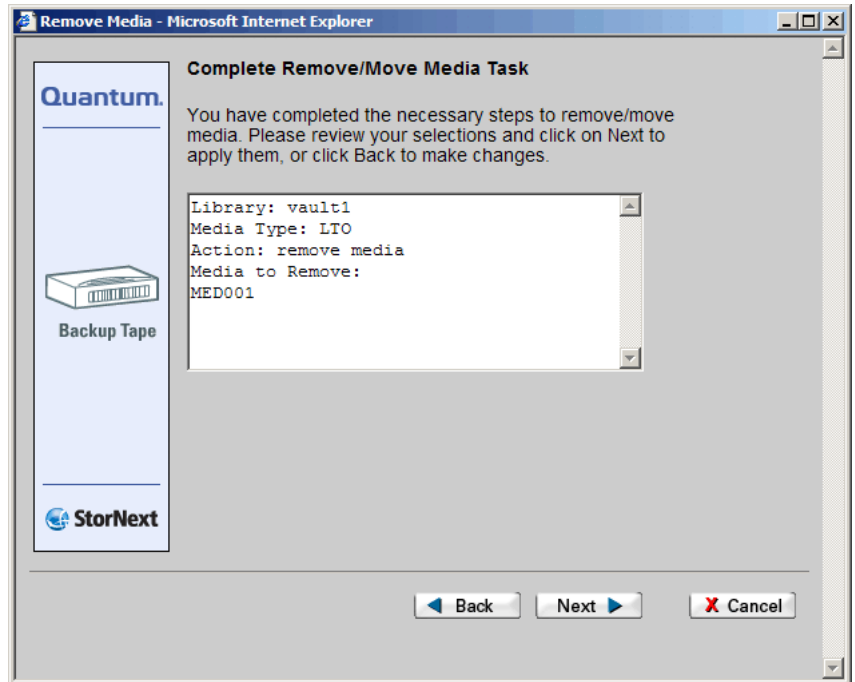 Remove Media - Microsoft Internet Explorer
Quantum.
Complete Remove/Move Media Task
You have completed the necessary steps to remove/move
media. Please review your selections and click on Next to
apply them, or click Back to make changes.
Library: vault1
Media Type: LTO
Action: remove media
Media to Remove:
MED001
Backup Tape
StorNext
Back
Next
X Cancel